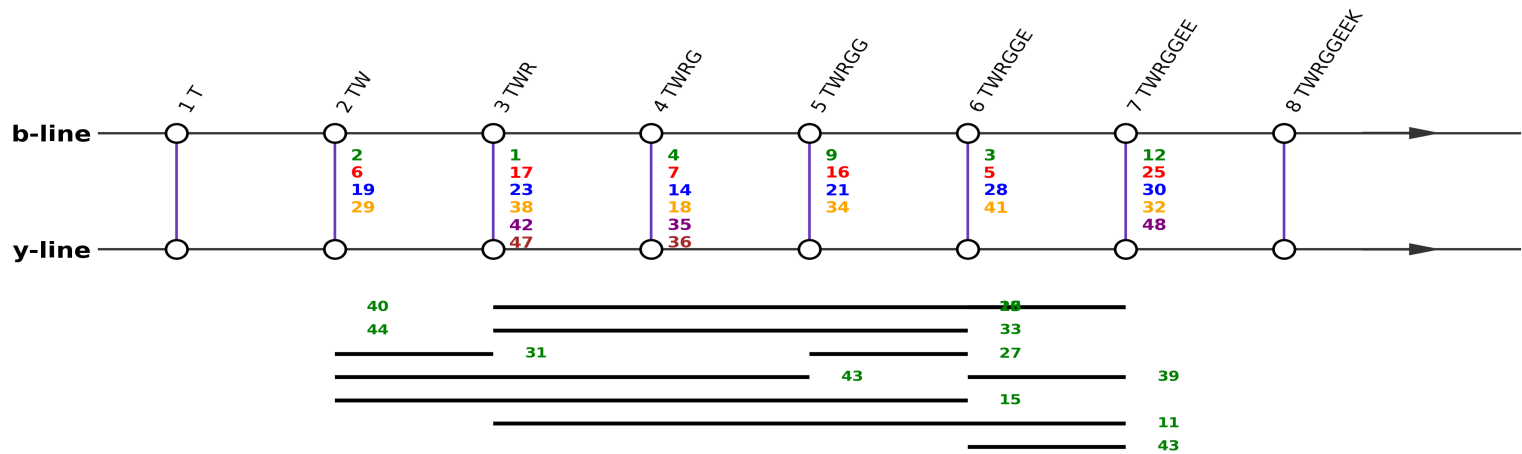 1 T
2 TW
3 TWR
4 TWRG
5 TWRGG
6 TWRGGE
7 TWRGGEE
8 TWRGGEEK
b-line
2 1 4 9 3 12
6 17 7 16 5 25
19 23 14 21 28 30
29 38 18 34 41 32
42 35 48
47 36
y-line
40
44 33
31 27
43 39
15
11
43